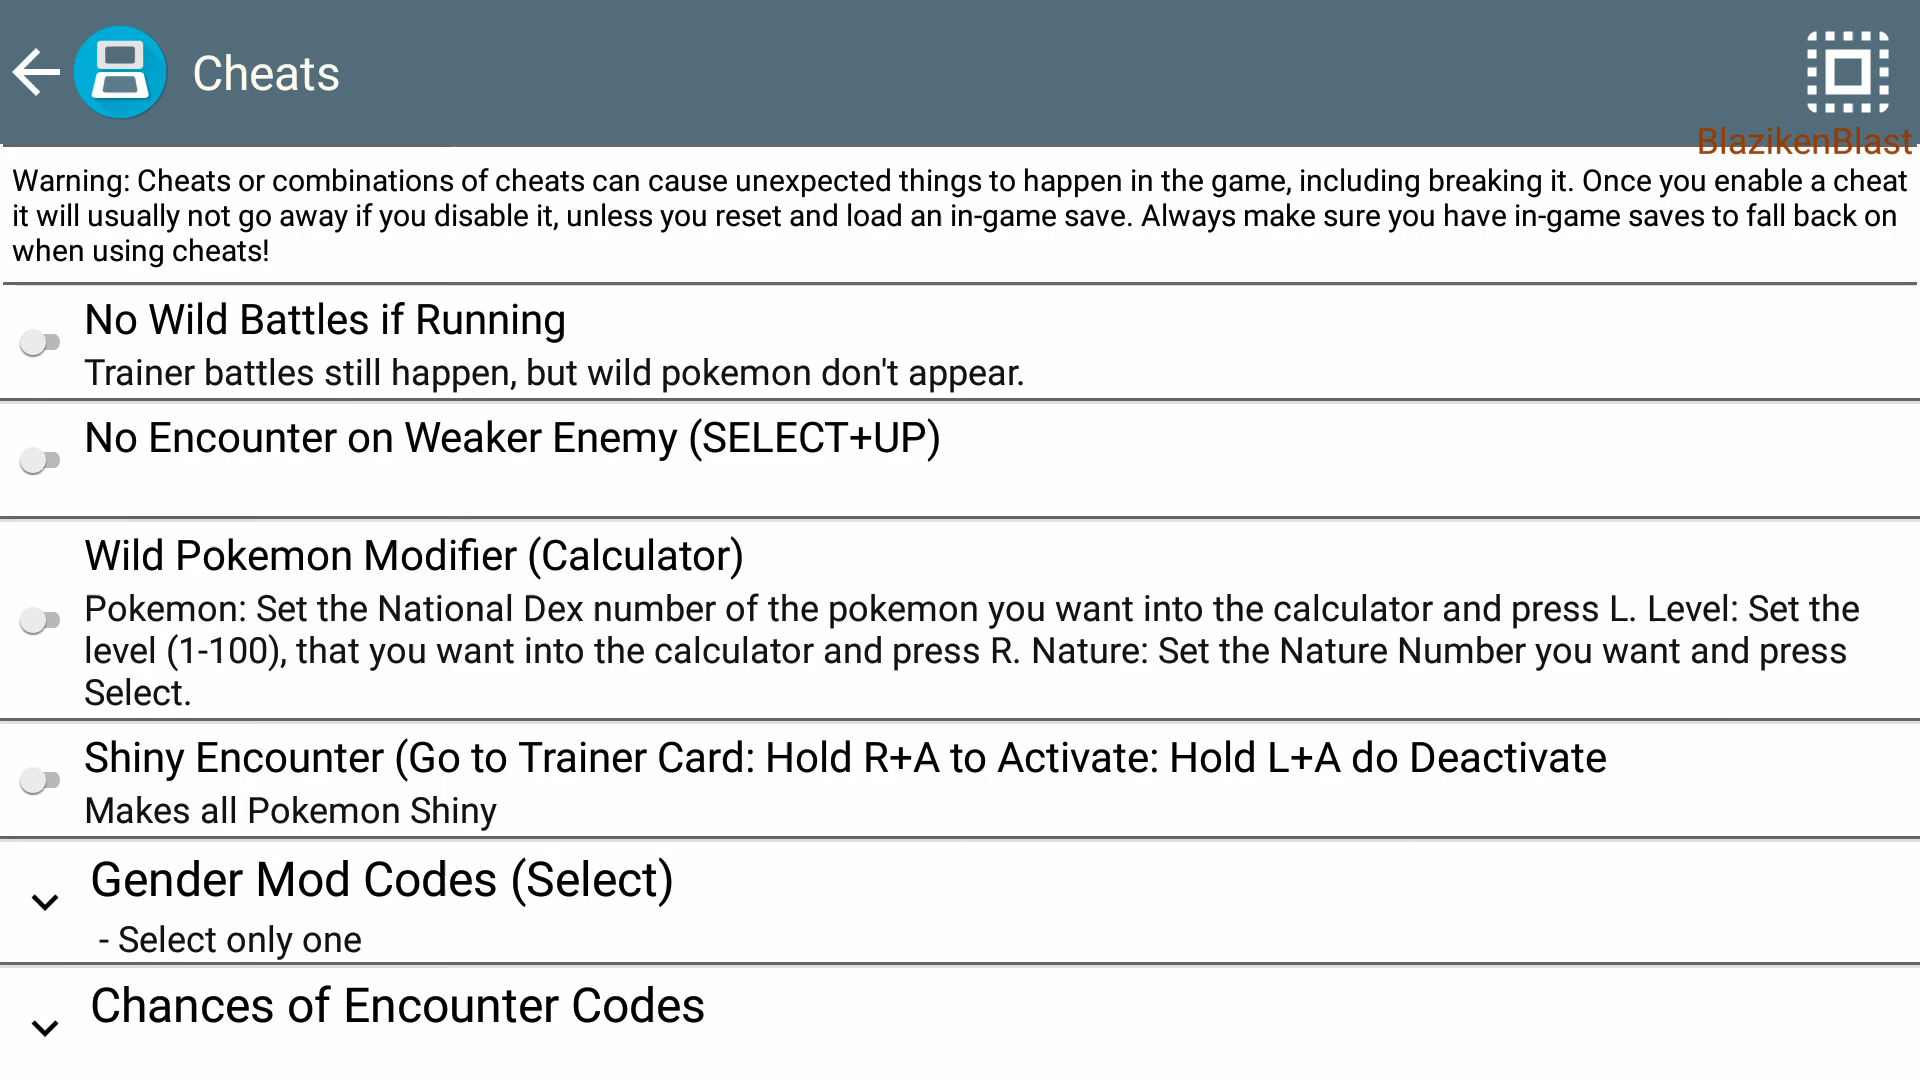 Cheats
BlazikenBlast
Warning: Cheats or combinations of cheats can cause unexpected things to happen in the game, including breaking it. Once you enable a cheat
it will usually not go away if you disable it, unless you reset and load an in-game save. Always make sure you have in-game saves to fall back on
when using cheats!
No Wild Battles if Running
Trainer battles still happen, but wild pokemon don't appear.
No Encounter on Weaker Enemy (SELECT+UP)
Wild Pokemon Modifier (Calculator)
Pokemon: Set the National Dex number of the pokemon you want into the calculator and press L. Level: Set the
level (1-100), that you want into the calculator and press R. Nature: Set the Nature Number you want and press
Select.
Shiny Encounter (Go to Trainer Card: Hold R+A to Activate: Hold L+A do Deactivate
Makes all Pokemon Shiny
Gender Mod Codes (Select)
- Select only one
Chances of Encounter Codes